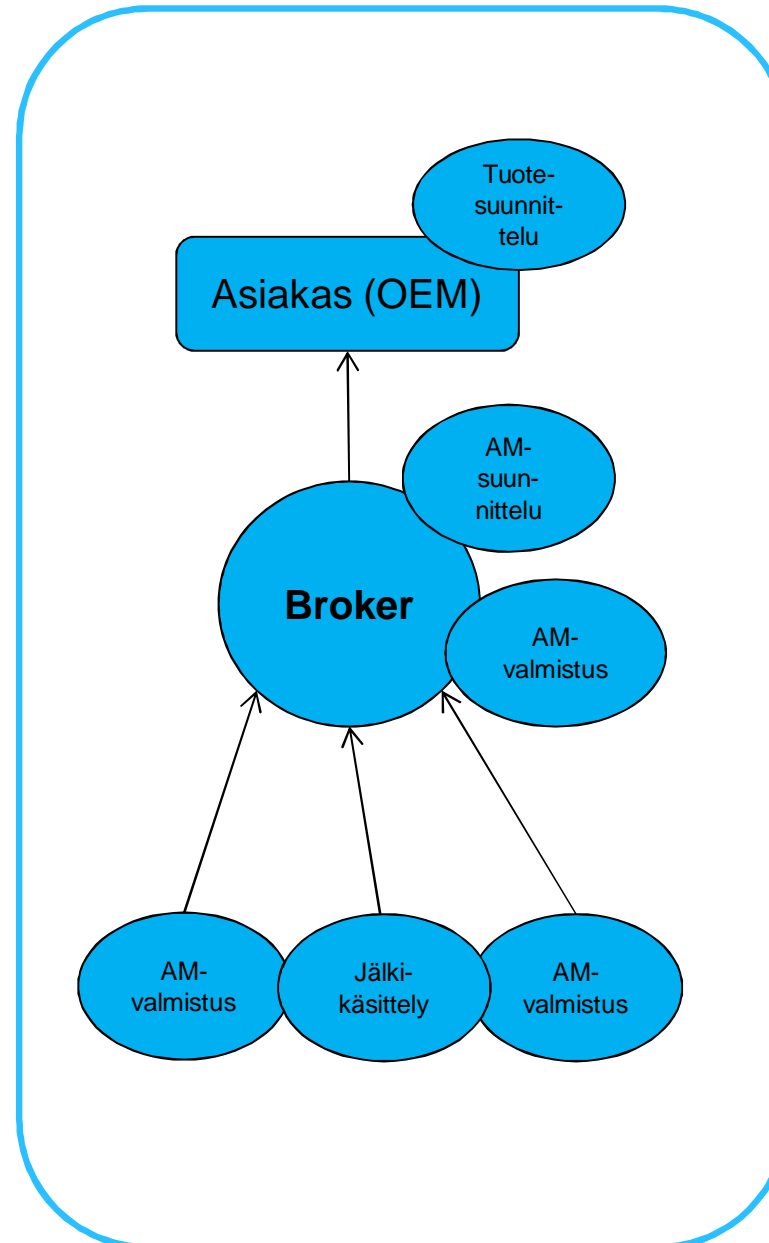 Tuote-
suunnit-
telu
Asiakas (OEM)
AM-
suun-
nittelu
Broker
AM-
valmistus
AM-
valmistus
Jälki-
käsittely
AM-
valmistus